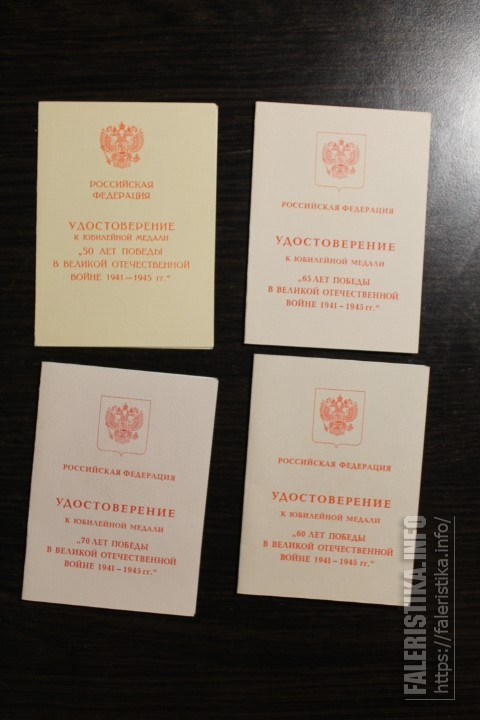 РОССИЙСКАЯ
ФЕДЕРАЦИЯ
УДОСТОВЕРЕНИЕ
К ЮБИЛЕЙНОЙ МЕДАЛИ
„50 ЛЕТ ПОБЕДЫ
В ВЕЛИКОЙ ОТЕЧЕСТВЕННОЙ
ВОЙНЕ 1941—1945 гг."
РОССИЙСКАЯ ФЕДЕРАЦИЯ
УДОСТОВЕРЕНИЕ
К ЮБИЛЕЙНОЙ МЕДАЛИ
„65 ЛЕТ ПОБЕДЫ
В ВЕЛИКОЙ ОТЕЧЕСТВЕННОЙ
ВОЙНЕ 1941–1945 гг."
РОССИЙСКАЯ ФЕДЕРАЦИЯ
УДОСТОВЕРЕНИЕ
К ЮБИЛЕЙНОЙ МЕДАЛИ
„70 ЛЕТ ПОБЕДЫ
В ВЕЛИКОЙ ОТЕЧЕСТВЕННОЙ
ВОЙНЕ 1941–1945 гг."
РОССИЙСКАЯ ФЕДЕРАЦИЯ
УДОСТОВЕРЕНИЕ
К ЮБИЛЕЙНОЙ МЕДАЛИ
„60 ЛЕТ ПОБЕДЫ
В ВЕЛИКОЙ ОТЕЧЕСТВЕННОЙ
ВОЙНЕ 1941–1945 гг."
FALERISTIKA.INFO
https://faleristika.info/